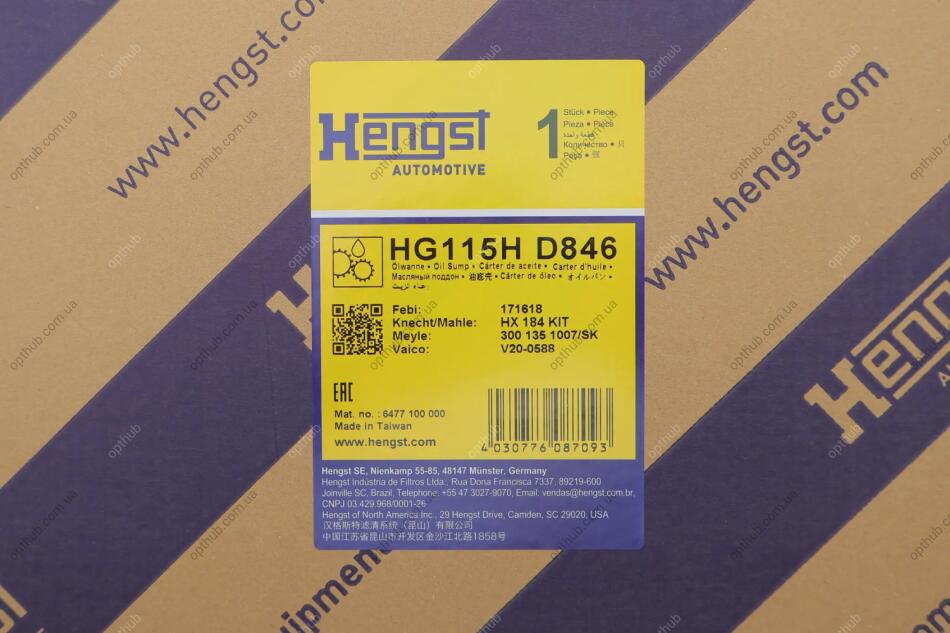 www.hengst.com
www.hengst.com
Hengst
AUTOMOTIVE
1
Stück • Piece
Pieza • Pièce
قطعة واحدة
Количество • 只
Peça • 個
HG115H D846
Ölwanne • Oil Sump • Cárter de aceite • Carter d'huile •
Масляный поддон • 油底壳 • Cárter de óleo • オイルパン •
وعاء الزيت
Febi: 171618
Knecht/Mahle: HX 184 KIT
Meyle: 300 135 1007/SK
Vaico: V20-0588
EAC
Mat. no. : 6477 100 000
Made in Taiwan
www.hengst.com
4 030776 087093
Hengst SE, Nienkamp 55-85, 48147 Münster, Germany
Hengst Indústria de Filtros Ltd., Rua Dona Francisca 7337, 89219-600
Joinville SC, Brazil, Telephone: +55 47 3027-9070, Email: vendas@hengst.com.br,
CNPJ 03.429.968/0001-26
Hengst of North America Inc., 29 Hengst Drive, Camden, SC 29020, USA
汉格斯特滤清系统（昆山）有限公司
中国江苏省昆山市开发区金沙江北路1858号
Hengst
opthub.com.ua